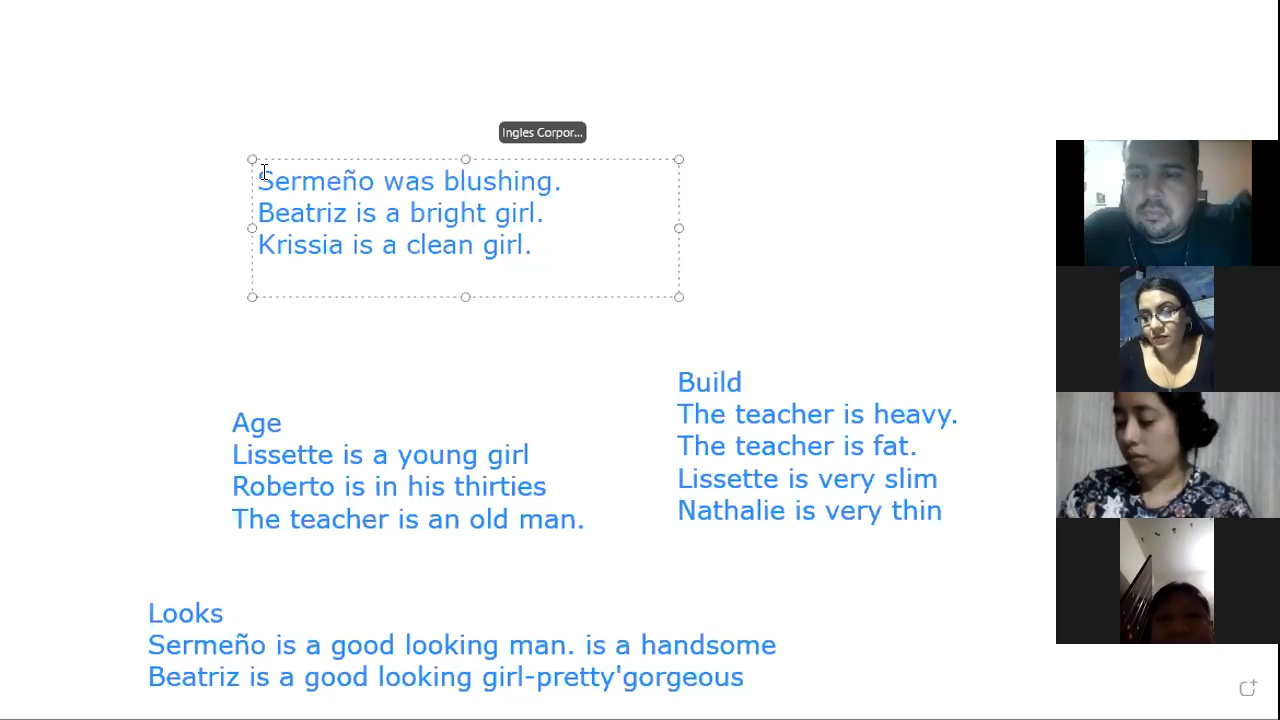 Ingles Corpor...
Sermeño was blushing.
Beatriz is a bright girl.
Krissia is a clean girl.
Age
Lissette is a young girl
Roberto is in his thirties
The teacher is an old man.
Build
The teacher is heavy.
The teacher is fat.
Lissette is very slim
Nathalie is very thin
Looks
Sermeño is a good looking man. is a handsome
Beatriz is a good looking girl-pretty'gorgeous